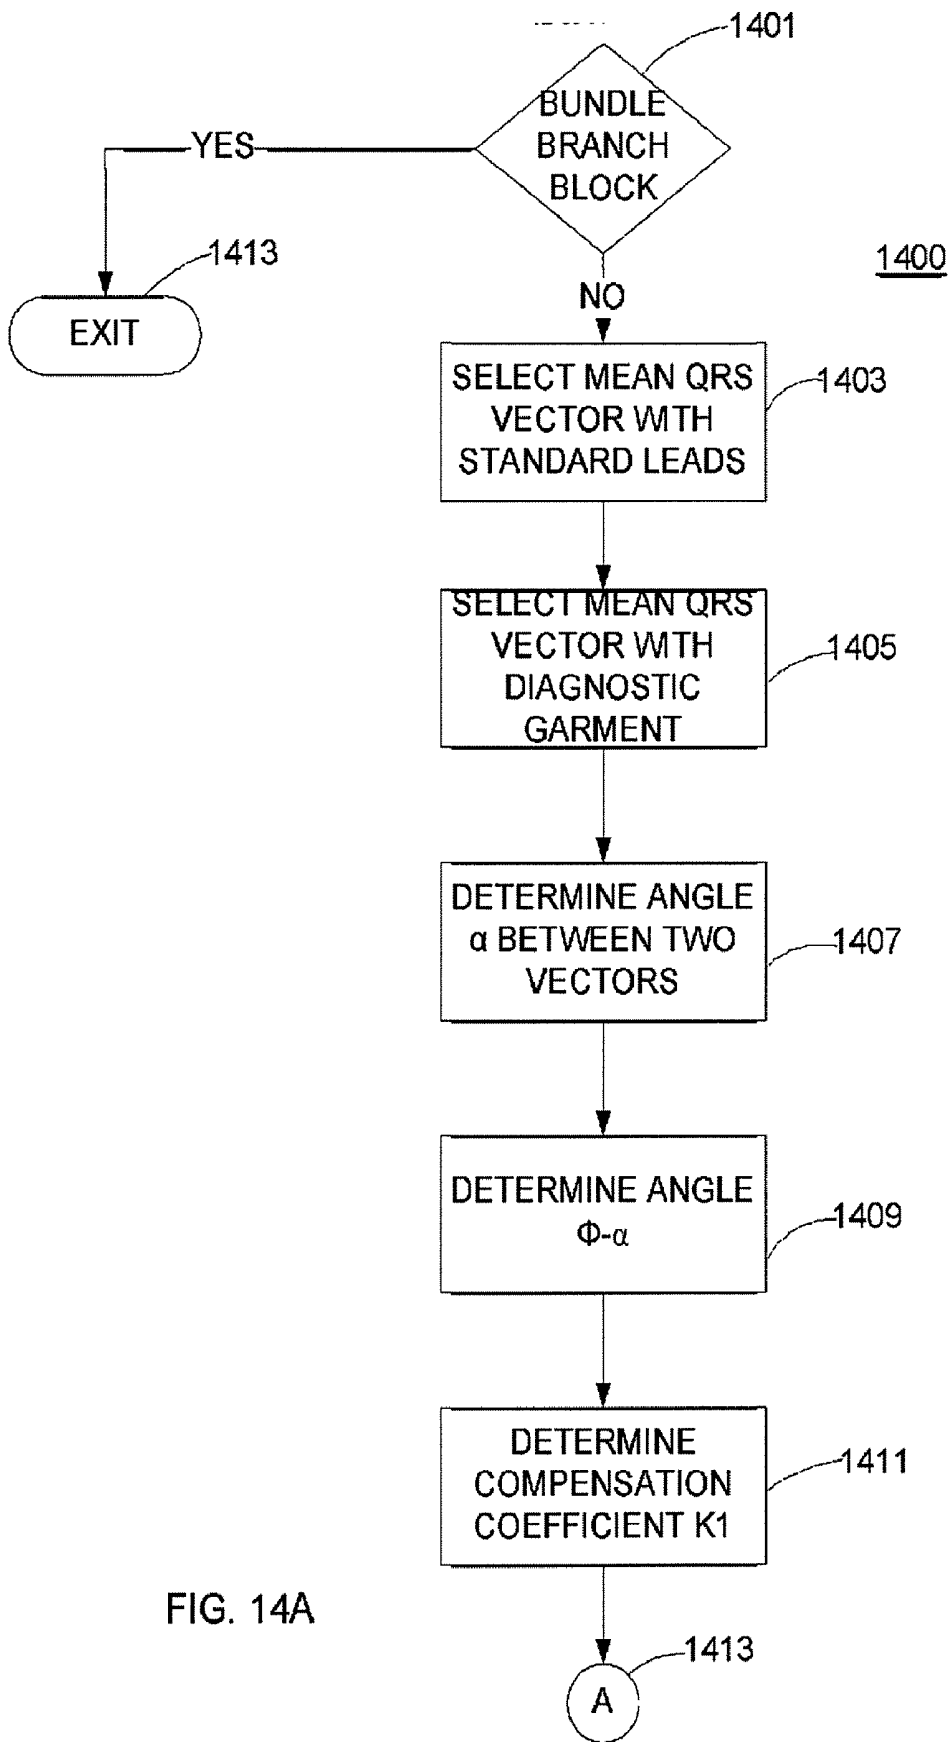 1401
BUNDLE
BRANCH
BLOCK
YES
1413
EXIT
1400
NO
SELECT MEAN QRS
VECTOR WITH
STANDARD LEADS
1403
SELECT MEAN QRS
VECTOR WITH
DIAGNOSTIC
GARMENT
1405
DETERMINE ANGLE
α BETWEEN TWO
VECTORS
1407
DETERMINE ANGLE
Φ-α
1409
DETERMINE
COMPENSATION
COEFFICIENT K1
1411
FIG. 14A
1413
A